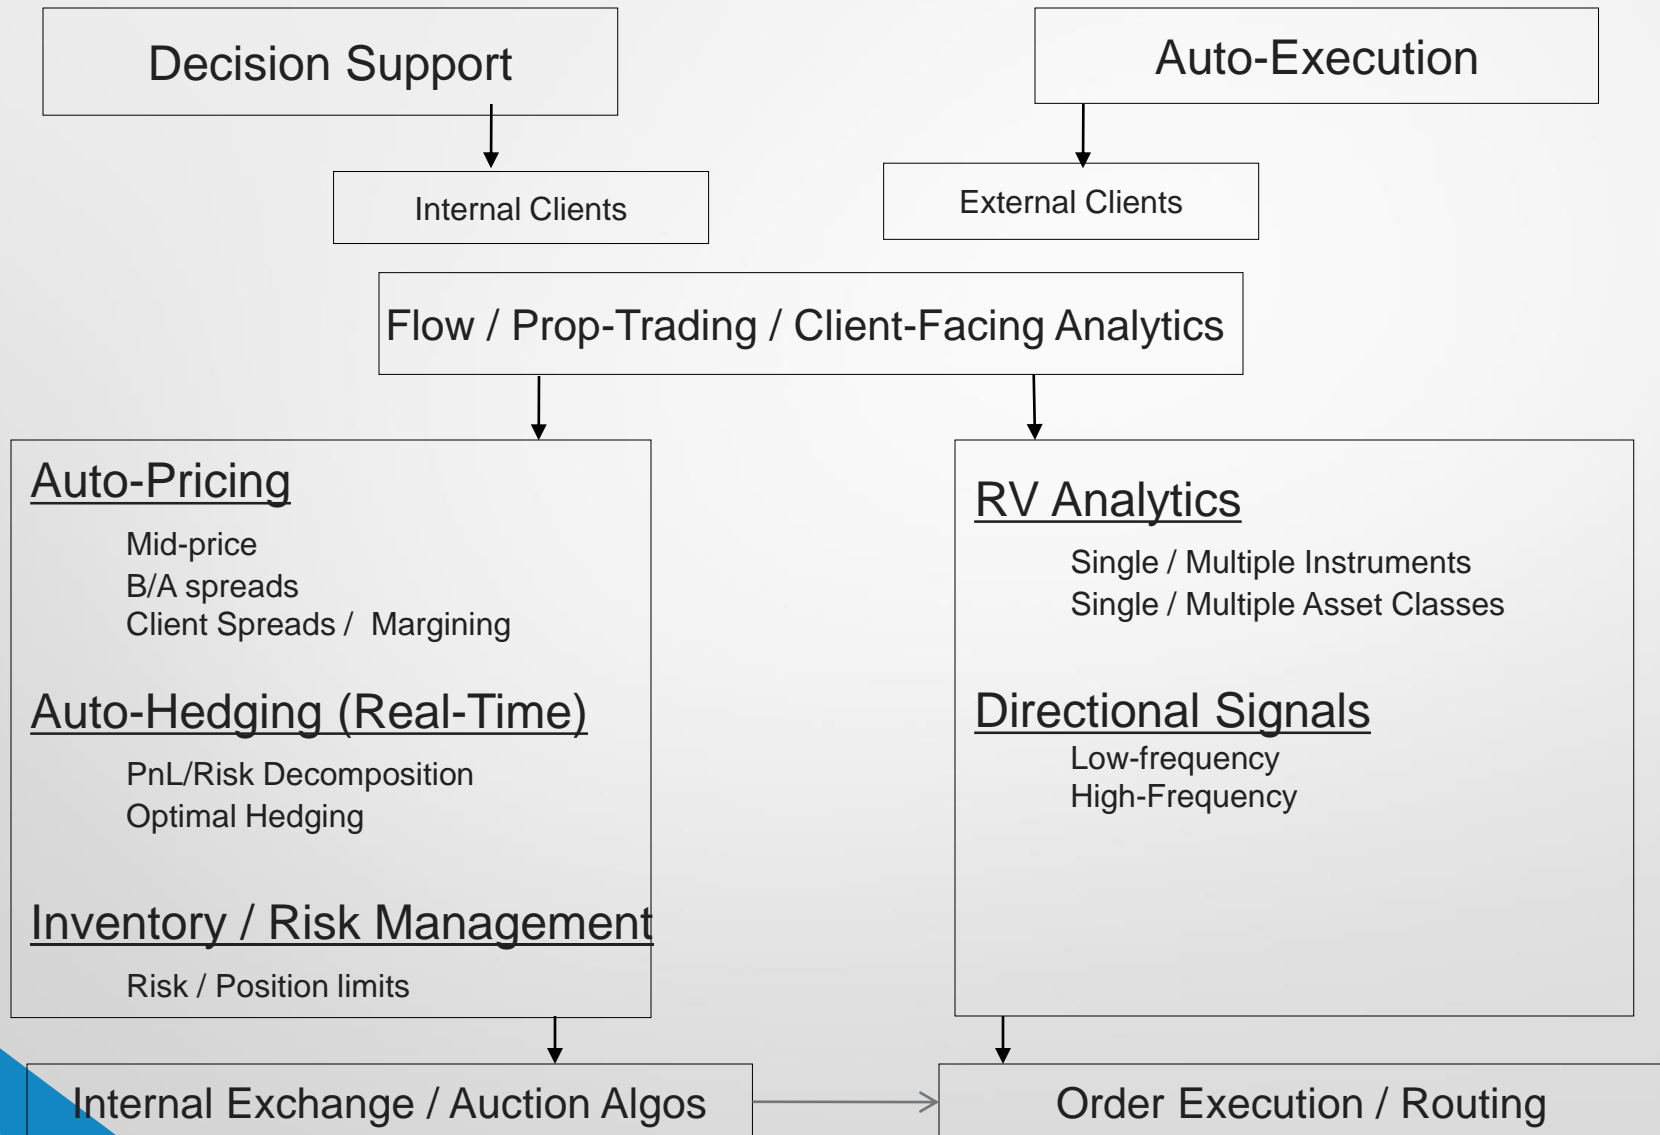 Decision Support
Auto-Execution
Internal Clients
External Clients
Flow / Prop-Trading / Client-Facing Analytics
Auto-Pricing
Mid-price
B/A spreads
Client Spreads / Margining
Auto-Hedging (Real-Time)
PnL/Risk Decomposition
Optimal Hedging
Inventory / Risk Management
Risk / Position limits
RV Analytics
Single / Multiple Instruments
Single / Multiple Asset Classes
Directional Signals
Low-frequency
High-Frequency
Internal Exchange / Auction Algos
Order Execution / Routing